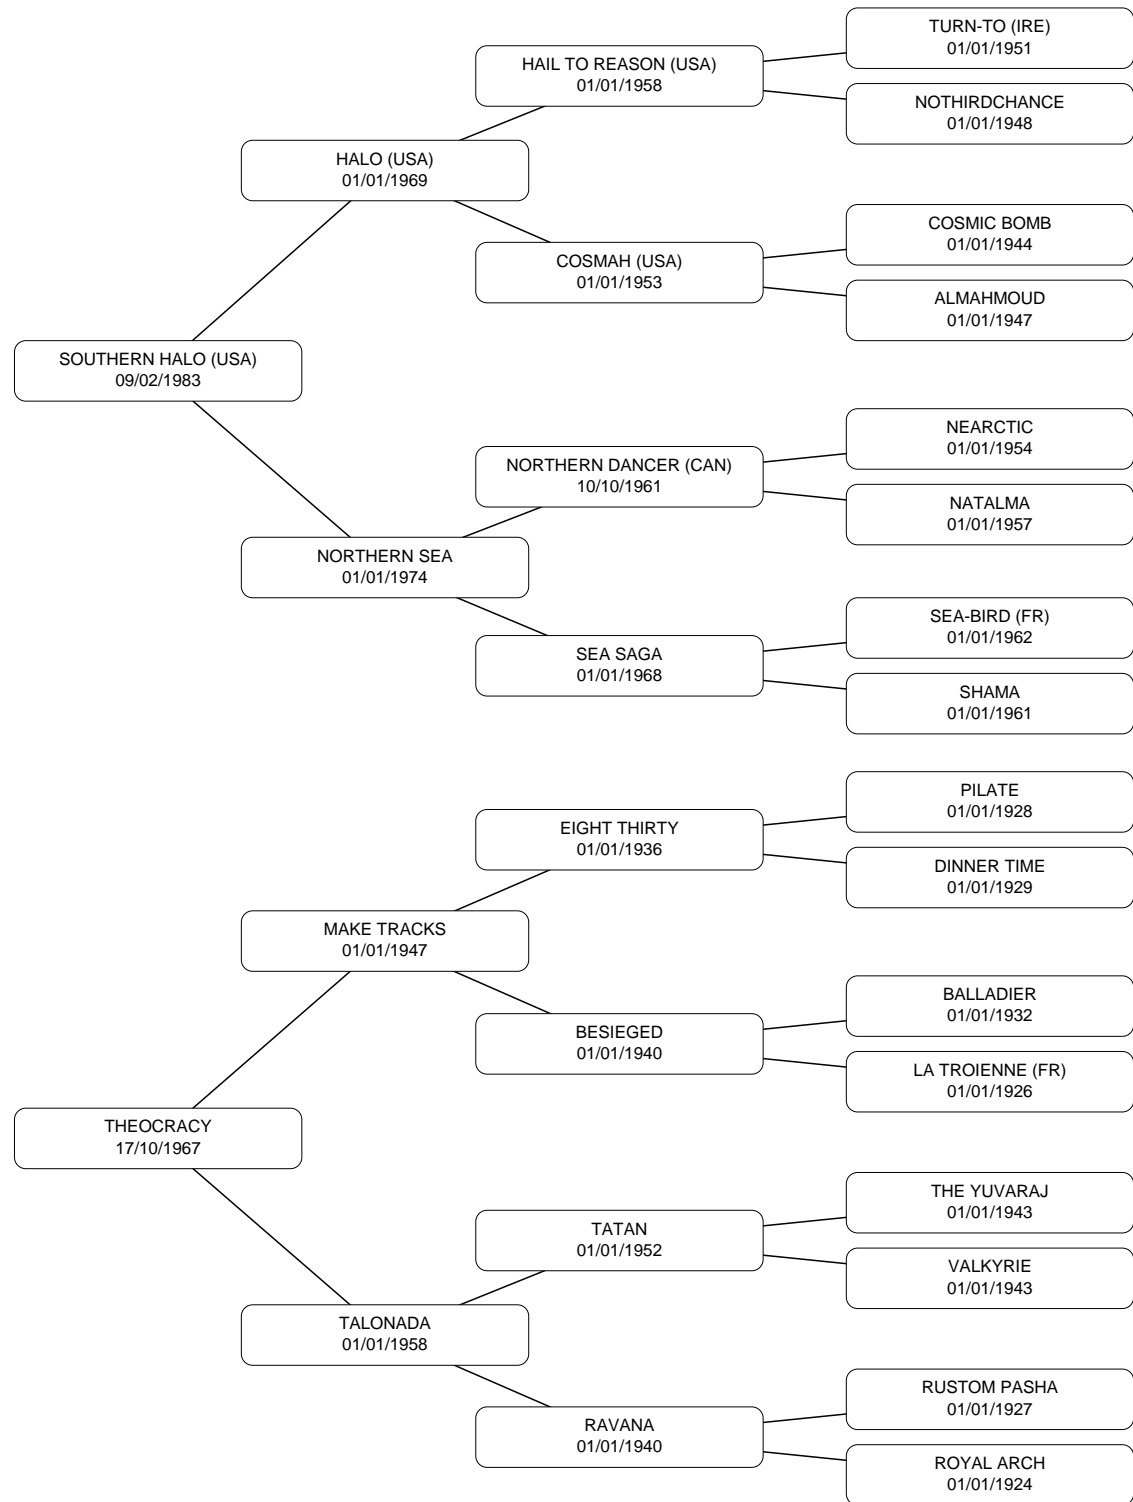 TURN-TO (IRE)
01/01/1951
HAIL TO REASON (USA)
01/01/1958
NOTHIRDCHANCE
01/01/1948
HALO (USA)
01/01/1969
COSMIC BOMB
01/01/1944
COSMAH (USA)
01/01/1953
ALMAHMOUD
01/01/1947
SOUTHERN HALO (USA)
09/02/1983
NEARCTIC
01/01/1954
NORTHERN DANCER (CAN)
10/10/1961
NATALMA
01/01/1957
NORTHERN SEA
01/01/1974
SEA-BIRD (FR)
01/01/1962
SEA SAGA
01/01/1968
SHAMA
01/01/1961
PILATE
01/01/1928
EIGHT THIRTY
01/01/1936
DINNER TIME
01/01/1929
MAKE TRACKS
01/01/1947
BALLADIER
01/01/1932
BESIEGED
01/01/1940
LA TROIENNE (FR)
01/01/1926
THEOCRACY
17/10/1967
THE YUVARAJ
01/01/1943
TATAN
01/01/1952
VALKYRIE
01/01/1943
TALONADA
01/01/1958
RUSTOM PASHA
01/01/1927
RAVANA
01/01/1940
ROYAL ARCH
01/01/1924